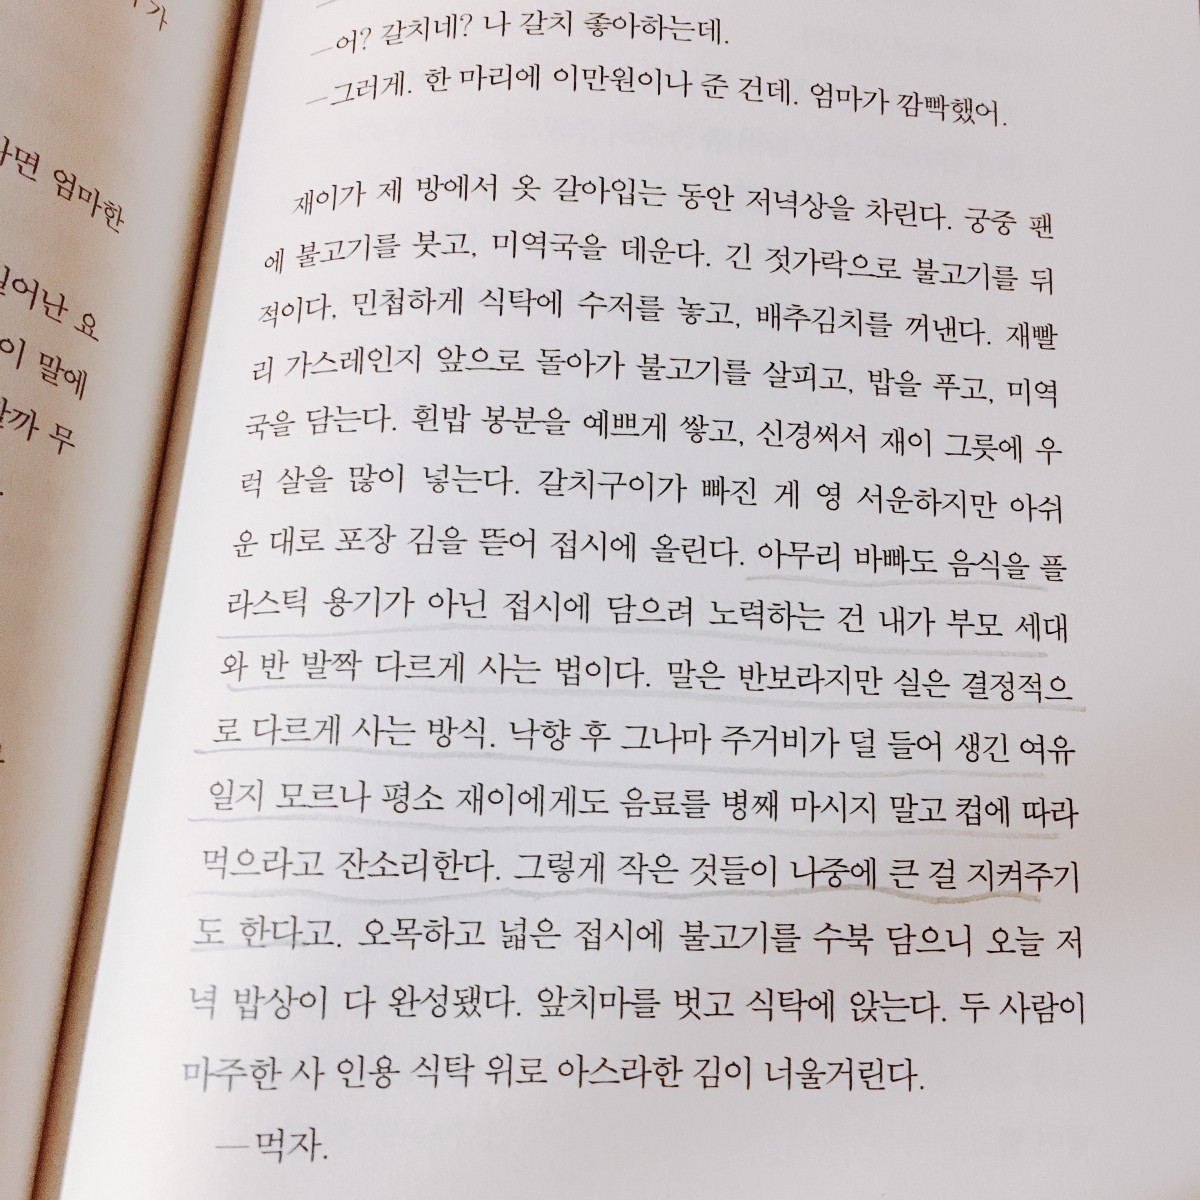 가
라면 엄마한
일어난 요
이 말에
할까 무
—어? 갈치네? 나 갈치 좋아하는데.
—그러게. 한 마리에 이만원이나 준 건데. 엄마가 깜빡했어.
재이가 제 방에서 옷 갈아입는 동안 저녁상을 차린다. 궁중 팬
에 불고기를 붓고, 미역국을 데운다. 긴 젓가락으로 불고기를 뒤
적이다, 민첩하게 식탁에 수저를 놓고, 배추김치를 꺼낸다. 재빨
리 가스레인지 앞으로 돌아가 불고기를 살피고, 밥을 푸고, 미역
국을 담는다. 흰밥 봉분을 예쁘게 쌓고, 신경써서 재이 그릇에 우
럭 살을 많이 넣는다. 갈치구이가 빠진 게 영 서운하지만 아쉬
운 대로 포장 김을 뜯어 접시에 올린다. 아무리 바빠도 음식을 플
라스틱 용기가 아닌 접시에 담으려 노력하는 건 내가 부모 세대
와 반 발짝 다르게 사는 법이다. 말은 반보라지만 실은 결정적으
로 다르게 사는 방식. 낙향 후 그나마 주거비가 덜 들어 생긴 여유
일지 모르나 평소 재이에게도 음료를 병째 마시지 말고 컵에 따라
먹으라고 잔소리한다. 그렇게 작은 것들이 나중에 큰 걸 지켜주기
도 한다고. 오목하고 넓은 접시에 불고기를 수북 담으니 오늘 저
녁 밥상이 다 완성됐다. 앞치마를 벗고 식탁에 앉는다. 두 사람이
마주한 사 인용 식탁 위로 아스라한 김이 너울거린다.
—먹자.